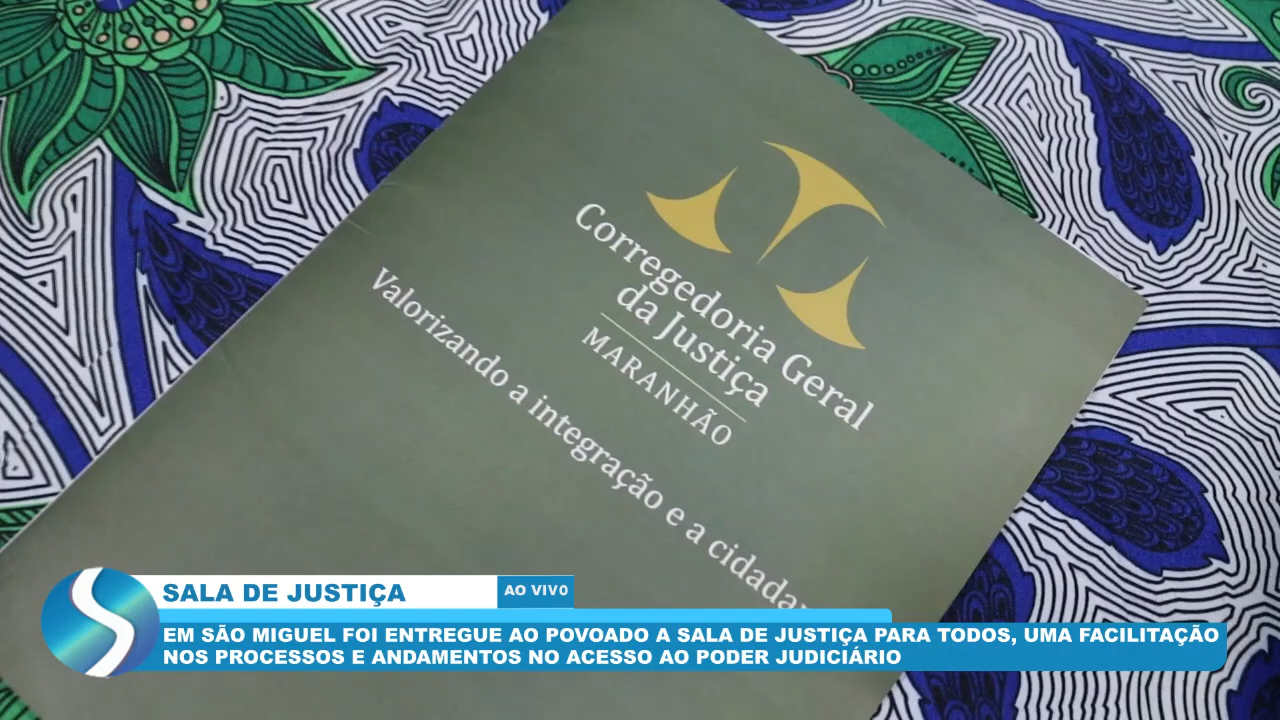 Corregedoria Geral
da Justiça
MARANHÃO
Valorizando a integração e a
SALA DE JUSTIÇA
AO VIVO
EM SÃO MIGUEL FOI ENTREGUE AO POVOADO A SALA DE JUSTIÇA PARA TODOS, UMA FACILITAÇÃO
NOS PROCESSOS E ANDAMENTOS NO ACESSO AO PODER JUDICIÁRIO